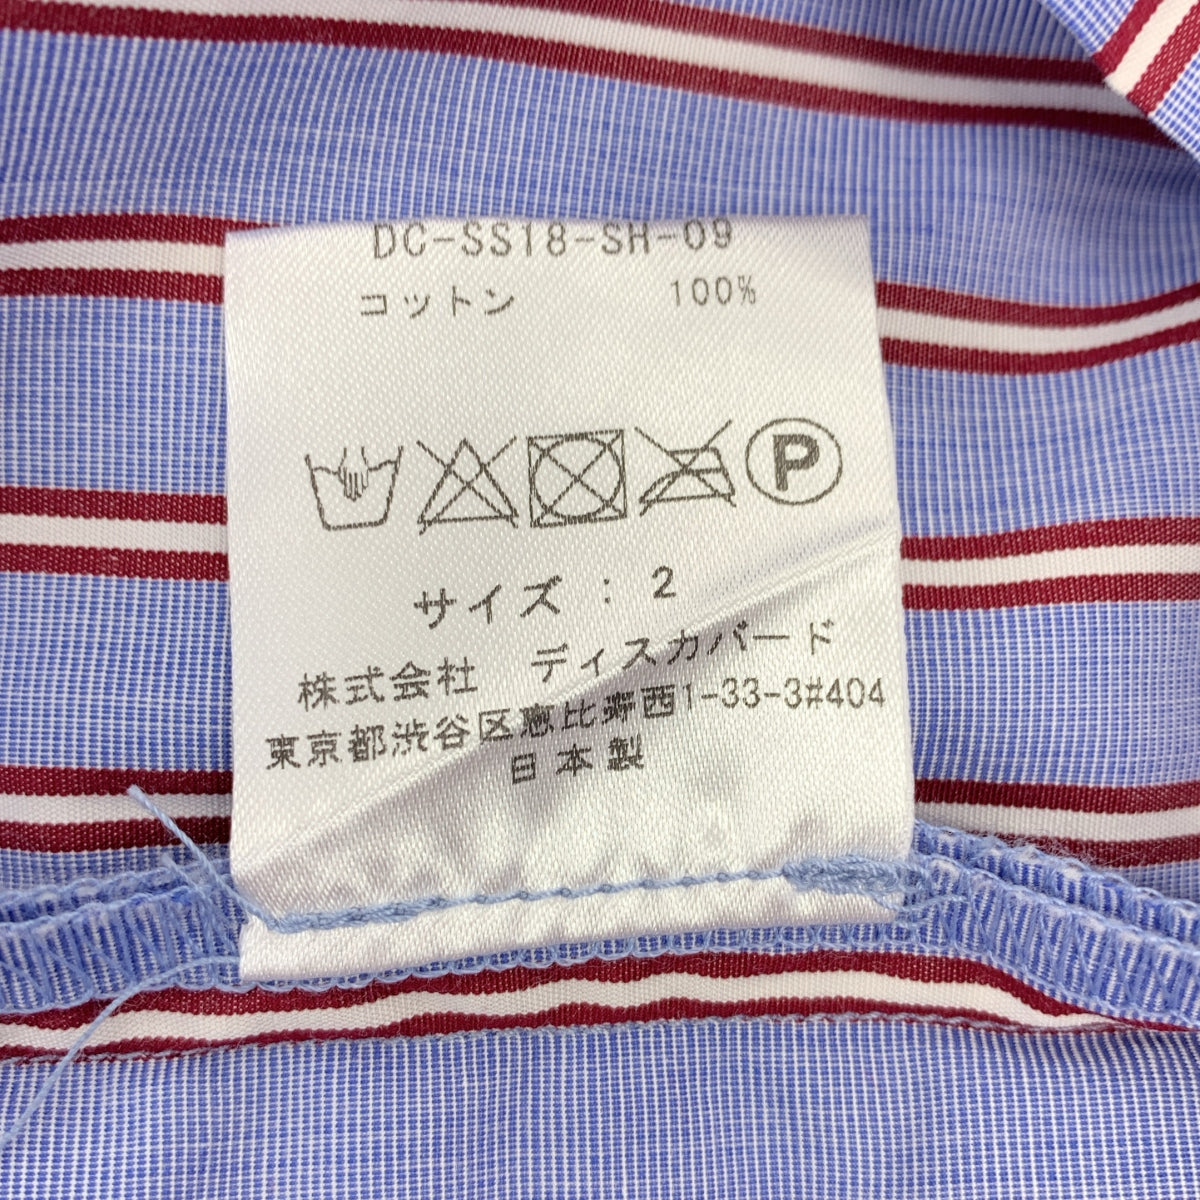 DC-SS18-SH-09
コットン 100%
P
サイズ : 2
株式会社 ディスカバード
東京都渋谷区恵比寿西1-33-3#404
日本製